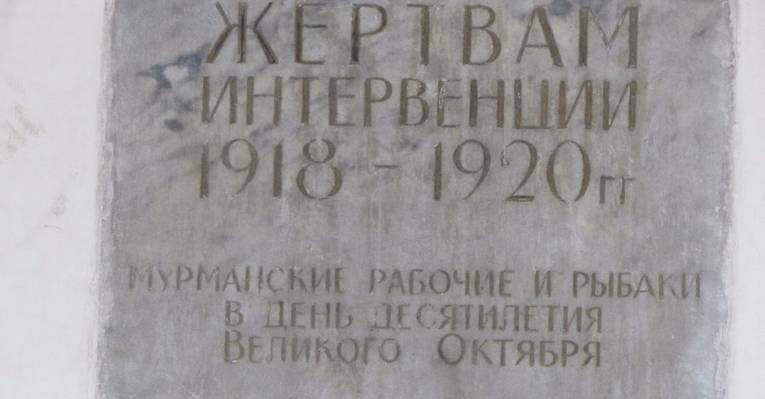 ЖЕРТВАМ
ИНТЕРВЕНЦИИ
1918 - 1920гг
МУРМАНСКИЕ РАБОЧИЕ И РЫБАКИ
В ДЕНЬ ДЕСЯТИЛЕТИЯ
ВЕЛИКОГО ОКТЯБРЯ